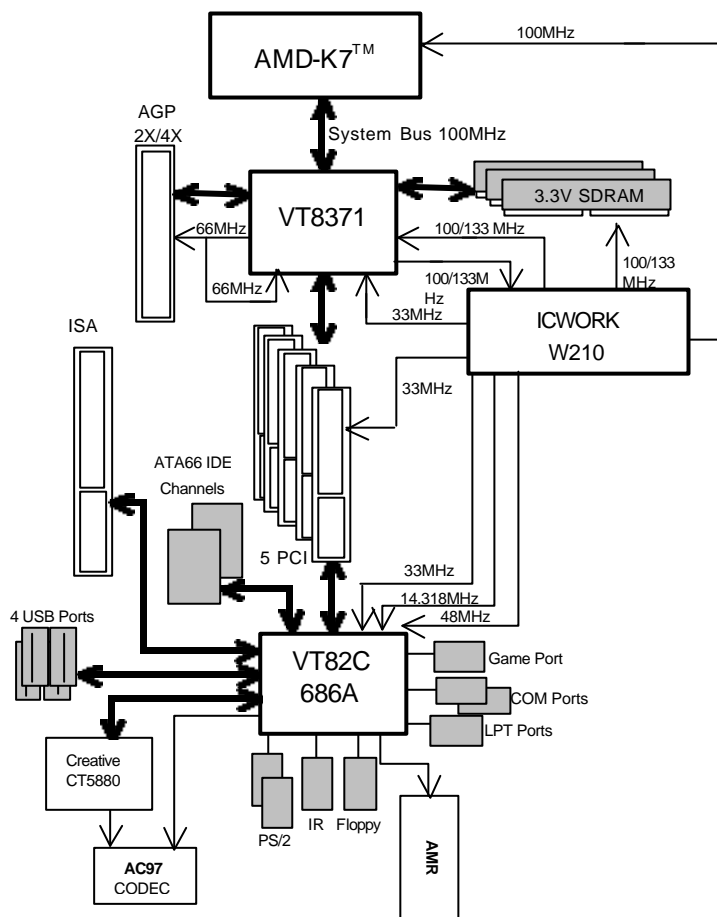 100MHz
AMD-K7™
AGP
2X/4X
System Bus 100MHz
3.3V SDRAM
VT8371
66MHz
100/133 MHz
66MHz
100/133M
Hz
100/133
MHz
33MHz
ISA
ICWORK
W210
33MHz
ATA66 IDE
Channels
5 PCI
33MHz
14.318MHz
48MHz
4 USB Ports
VT82C
686A
Game Port
COM Ports
LPT Ports
Creative
CT5880
PS/2
IR
Floppy
AMR
AC97
CODEC